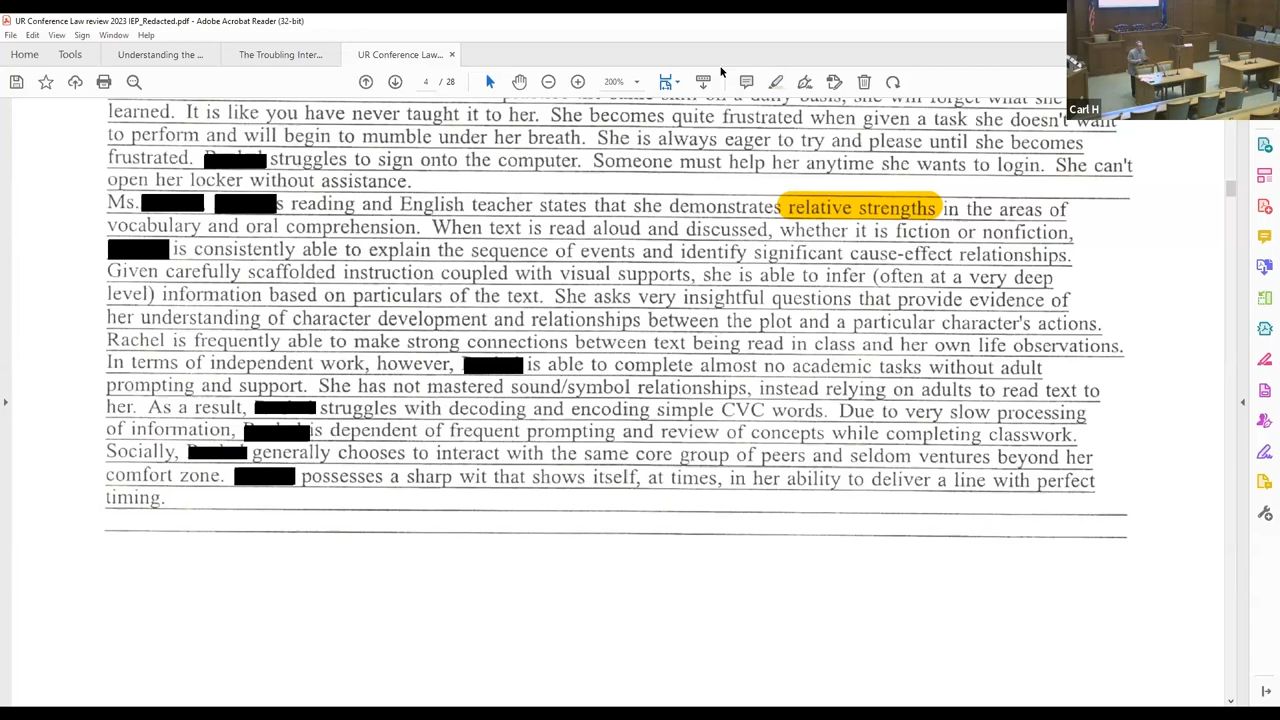 UR Conference Law review 2023 IEP_Redacted.pdf - Adobe Acrobat Reader (32-bit)
File Edit View Sign Window Help
Home Tools Understanding the ... The Troubling Inter... UR Conference Law... ×
4 / 28 200%
Carl H
on a daily basis, she will forget what she
learned. It is like you have never taught it to her. She becomes quite frustrated when given a task she doesn't want
to perform and will begin to mumble under her breath. She is always eager to try and please until she becomes
frustrated. struggles to sign onto the computer. Someone must help her anytime she wants to login. She can't
open her locker without assistance.
Ms. s reading and English teacher states that she demonstrates relative strengths in the areas of
vocabulary and oral comprehension. When text is read aloud and discussed, whether it is fiction or nonfiction,
is consistently able to explain the sequence of events and identify significant cause-effect relationships.
Given carefully scaffolded instruction coupled with visual supports, she is able to infer (often at a very deep
level) information based on particulars of the text. She asks very insightful questions that provide evidence of
her understanding of character development and relationships between the plot and a particular character's actions.
Rachel is frequently able to make strong connections between text being read in class and her own life observations.
In terms of independent work, however, is able to complete almost no academic tasks without adult
prompting and support. She has not mastered sound/symbol relationships, instead relying on adults to read text to
her. As a result, struggles with decoding and encoding simple CVC words. Due to very slow processing
of information, is dependent of frequent prompting and review of concepts while completing classwork.
Socially, generally chooses to interact with the same core group of peers and seldom ventures beyond her
comfort zone. possesses a sharp wit that shows itself, at times, in her ability to deliver a line with perfect
timing.